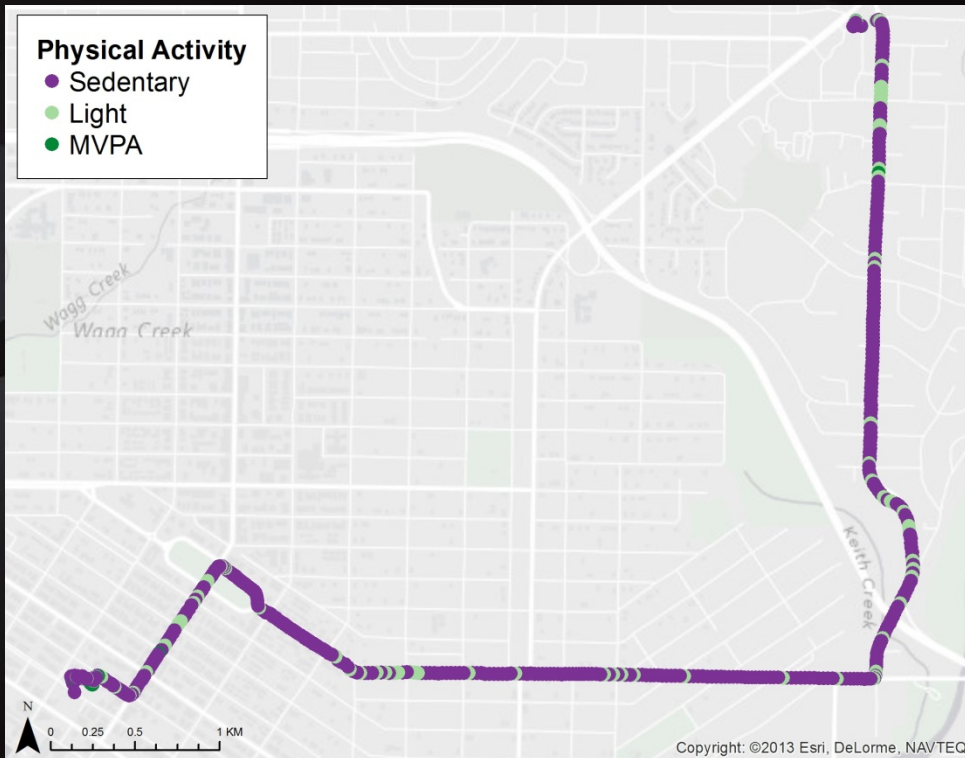 Physical Activity
Sedentary
Light
MVPA
Wagg Creek
Wagg Creek
Keith Creek
N
0 0.25 0.5 1 KM
Copyright: ©2013 Esri, DeLorme, NAVTEQ